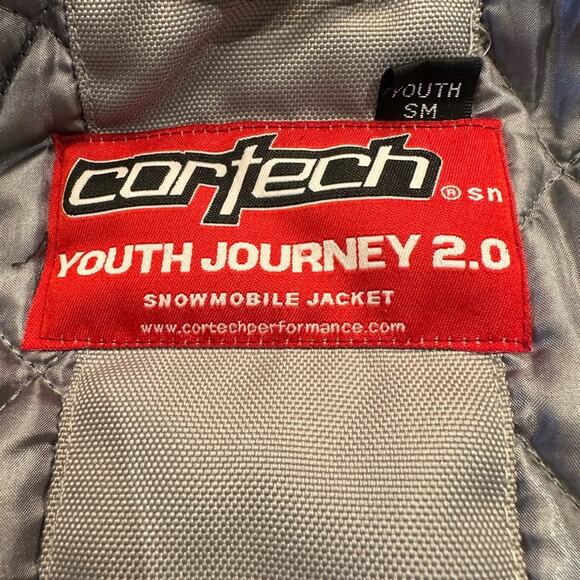 YOUTH
SM
cortech ® sn
YOUTH JOURNEY 2.0
SNOWMOBILE JACKET
www.cortechperformance.com